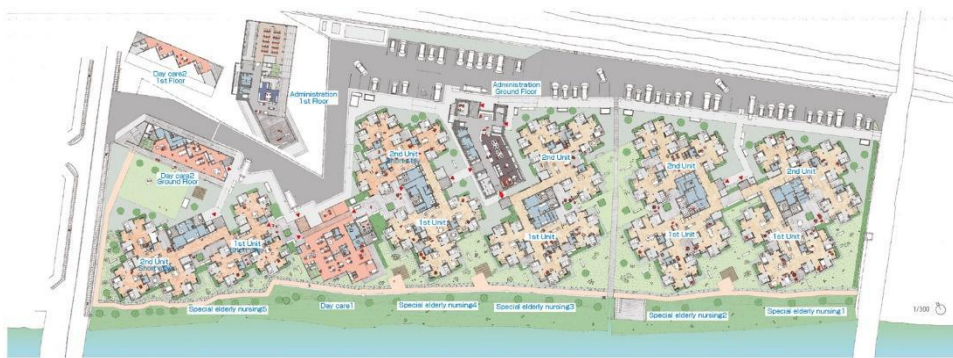 Day care2
1st Floor
Administration
1st Floor
Administration
Ground Floor
Day care2
Ground Floor
2nd Unit
2nd Unit
2nd Unit
2nd Unit
1st Unit
1st Unit
1st Unit
1st Unit
1st Unit
2nd Unit
Special elderly nursing5
Day care1
Special elderly nursing4
Special elderly nursing3
Special elderly nursing2
Special elderly nursing1
1/300